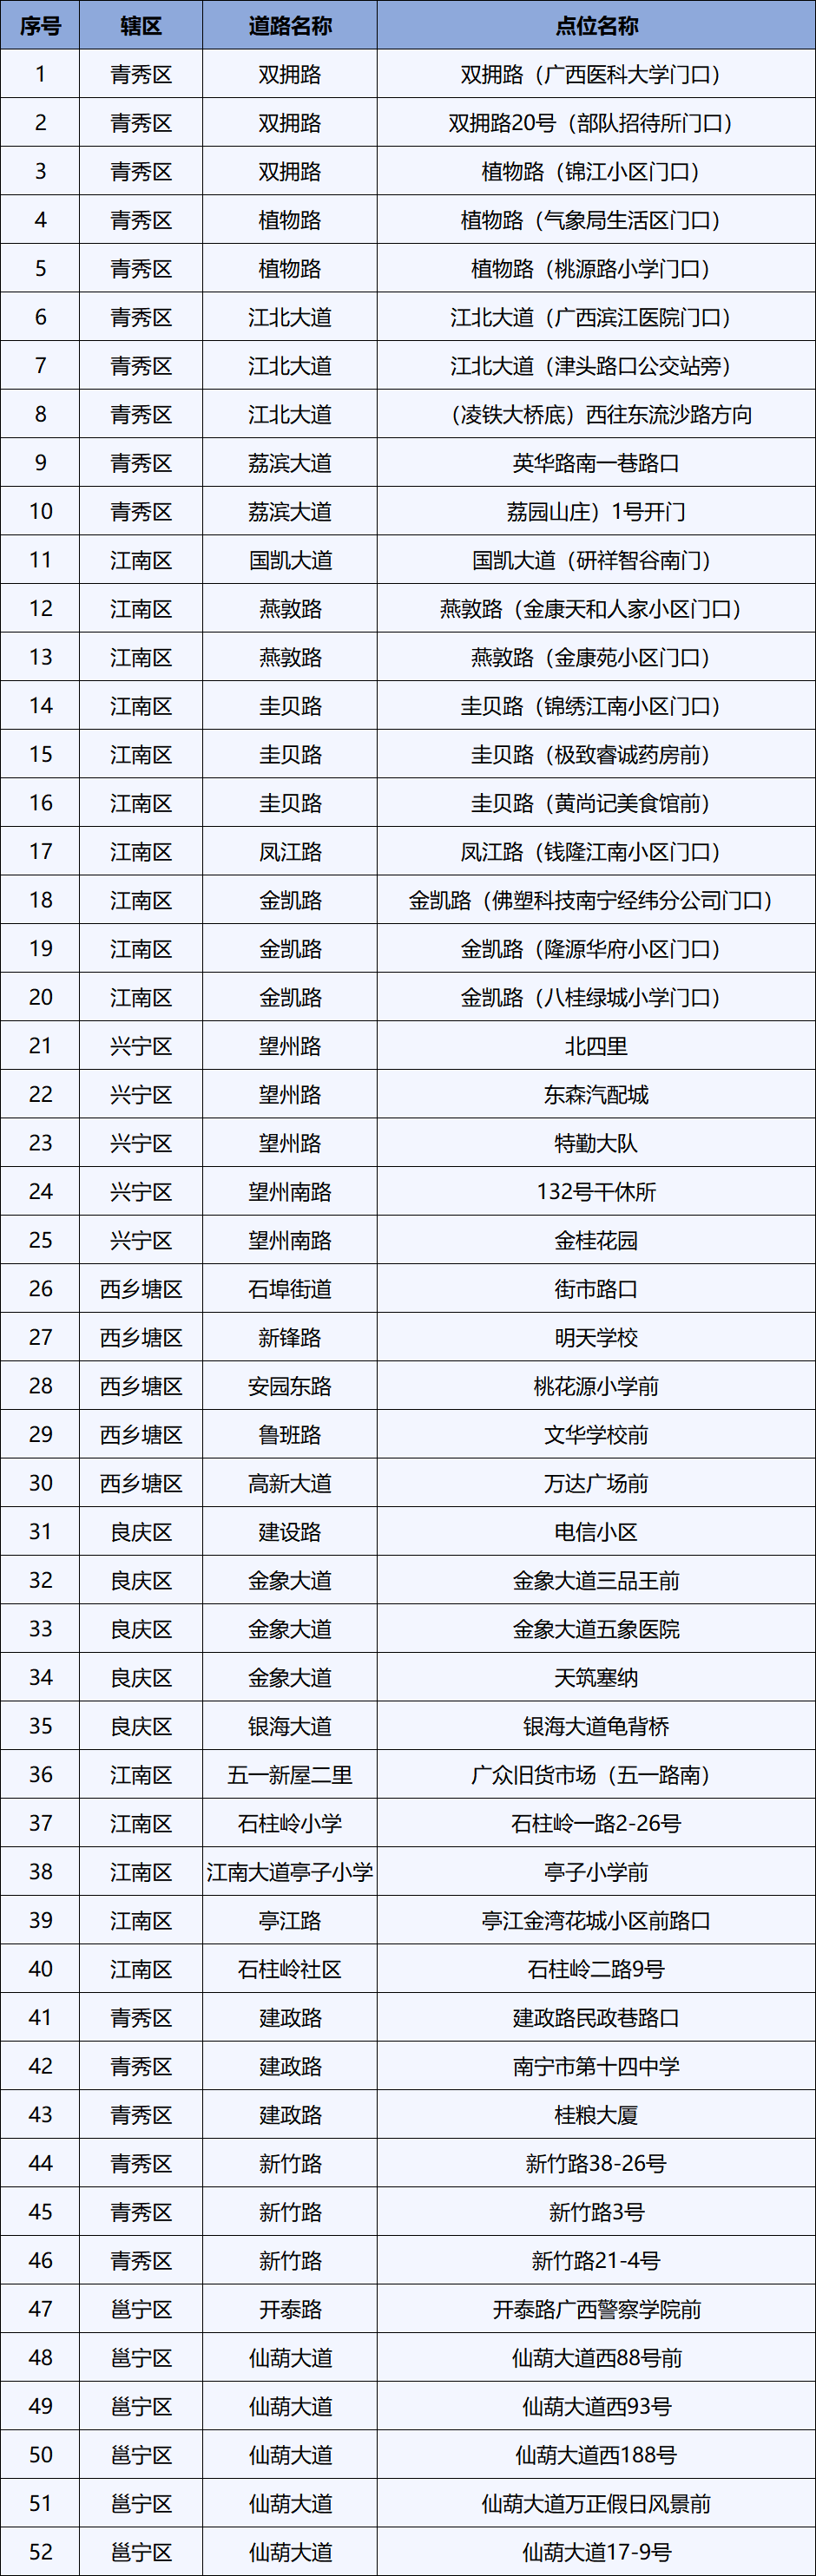 序号 辖区 道路名称 点位名称
1 青秀区 双拥路 双拥路（广西医科大学门口）
2 青秀区 双拥路 双拥路20号（部队招待所门口）
3 青秀区 双拥路 植物路（锦江小区门口）
4 青秀区 植物路 植物路（气象局生活区门口）
5 青秀区 植物路 植物路（桃源路小学门口）
6 青秀区 江北大道 江北大道（广西滨江医院门口）
7 青秀区 江北大道 江北大道（津头路口公交站旁）
8 青秀区 江北大道 （凌铁大桥底）西往东流沙路方向
9 青秀区 荔滨大道 英华路南一巷路口
10 青秀区 荔滨大道 荔园山庄）1号开门
11 江南区 国凯大道 国凯大道（研祥智谷南门）
12 江南区 燕敦路 燕敦路（金康天和人家小区门口）
13 江南区 燕敦路 燕敦路（金康苑小区门口）
14 江南区 圭贝路 圭贝路（锦绣江南小区门口）
15 江南区 圭贝路 圭贝路（极致睿诚药房前）
16 江南区 圭贝路 圭贝路（黄尚记美食馆前）
17 江南区 凤江路 凤江路（钱隆江南小区门口）
18 江南区 金凯路 金凯路（佛塑科技南宁经纬分公司门口）
19 江南区 金凯路 金凯路（隆源华府小区门口）
20 江南区 金凯路 金凯路（八桂绿城小学门口）
21 兴宁区 望州路 北四里
22 兴宁区 望州路 东森汽配城
23 兴宁区 望州路 特勤大队
24 兴宁区 望州南路 132号干休所
25 兴宁区 望州南路 金桂花园
26 西乡塘区 石埠街道 街市路口
27 西乡塘区 新锋路 明天学校
28 西乡塘区 安园东路 桃花源小学前
29 西乡塘区 鲁班路 文华学校前
30 西乡塘区 高新大道 万达广场前
31 良庆区 建设路 电信小区
32 良庆区 金象大道 金象大道三品王前
33 良庆区 金象大道 金象大道五象医院
34 良庆区 金象大道 天筑塞纳
35 良庆区 银海大道 银海大道龟背桥
36 江南区 五一新屋二里 广众旧货市场（五一路南）
37 江南区 石柱岭小学 石柱岭一路2-26号
38 江南区 江南大道亭子小学 亭子小学前
39 江南区 亭江路 亭江金湾花城小区前路口
40 江南区 石柱岭社区 石柱岭二路9号
41 青秀区 建政路 建政路民政巷路口
42 青秀区 建政路 南宁市第十四中学
43 青秀区 建政路 桂粮大厦
44 青秀区 新竹路 新竹路38-26号
45 青秀区 新竹路 新竹路3号
46 青秀区 新竹路 新竹路21-4号
47 邕宁区 开泰路 开泰路广西警察学院前
48 邕宁区 仙葫大道 仙葫大道西88号前
49 邕宁区 仙葫大道 仙葫大道西93号
50 邕宁区 仙葫大道 仙葫大道西188号
51 邕宁区 仙葫大道 仙葫大道万正假日风景前
52 邕宁区 仙葫大道 仙葫大道17-9号